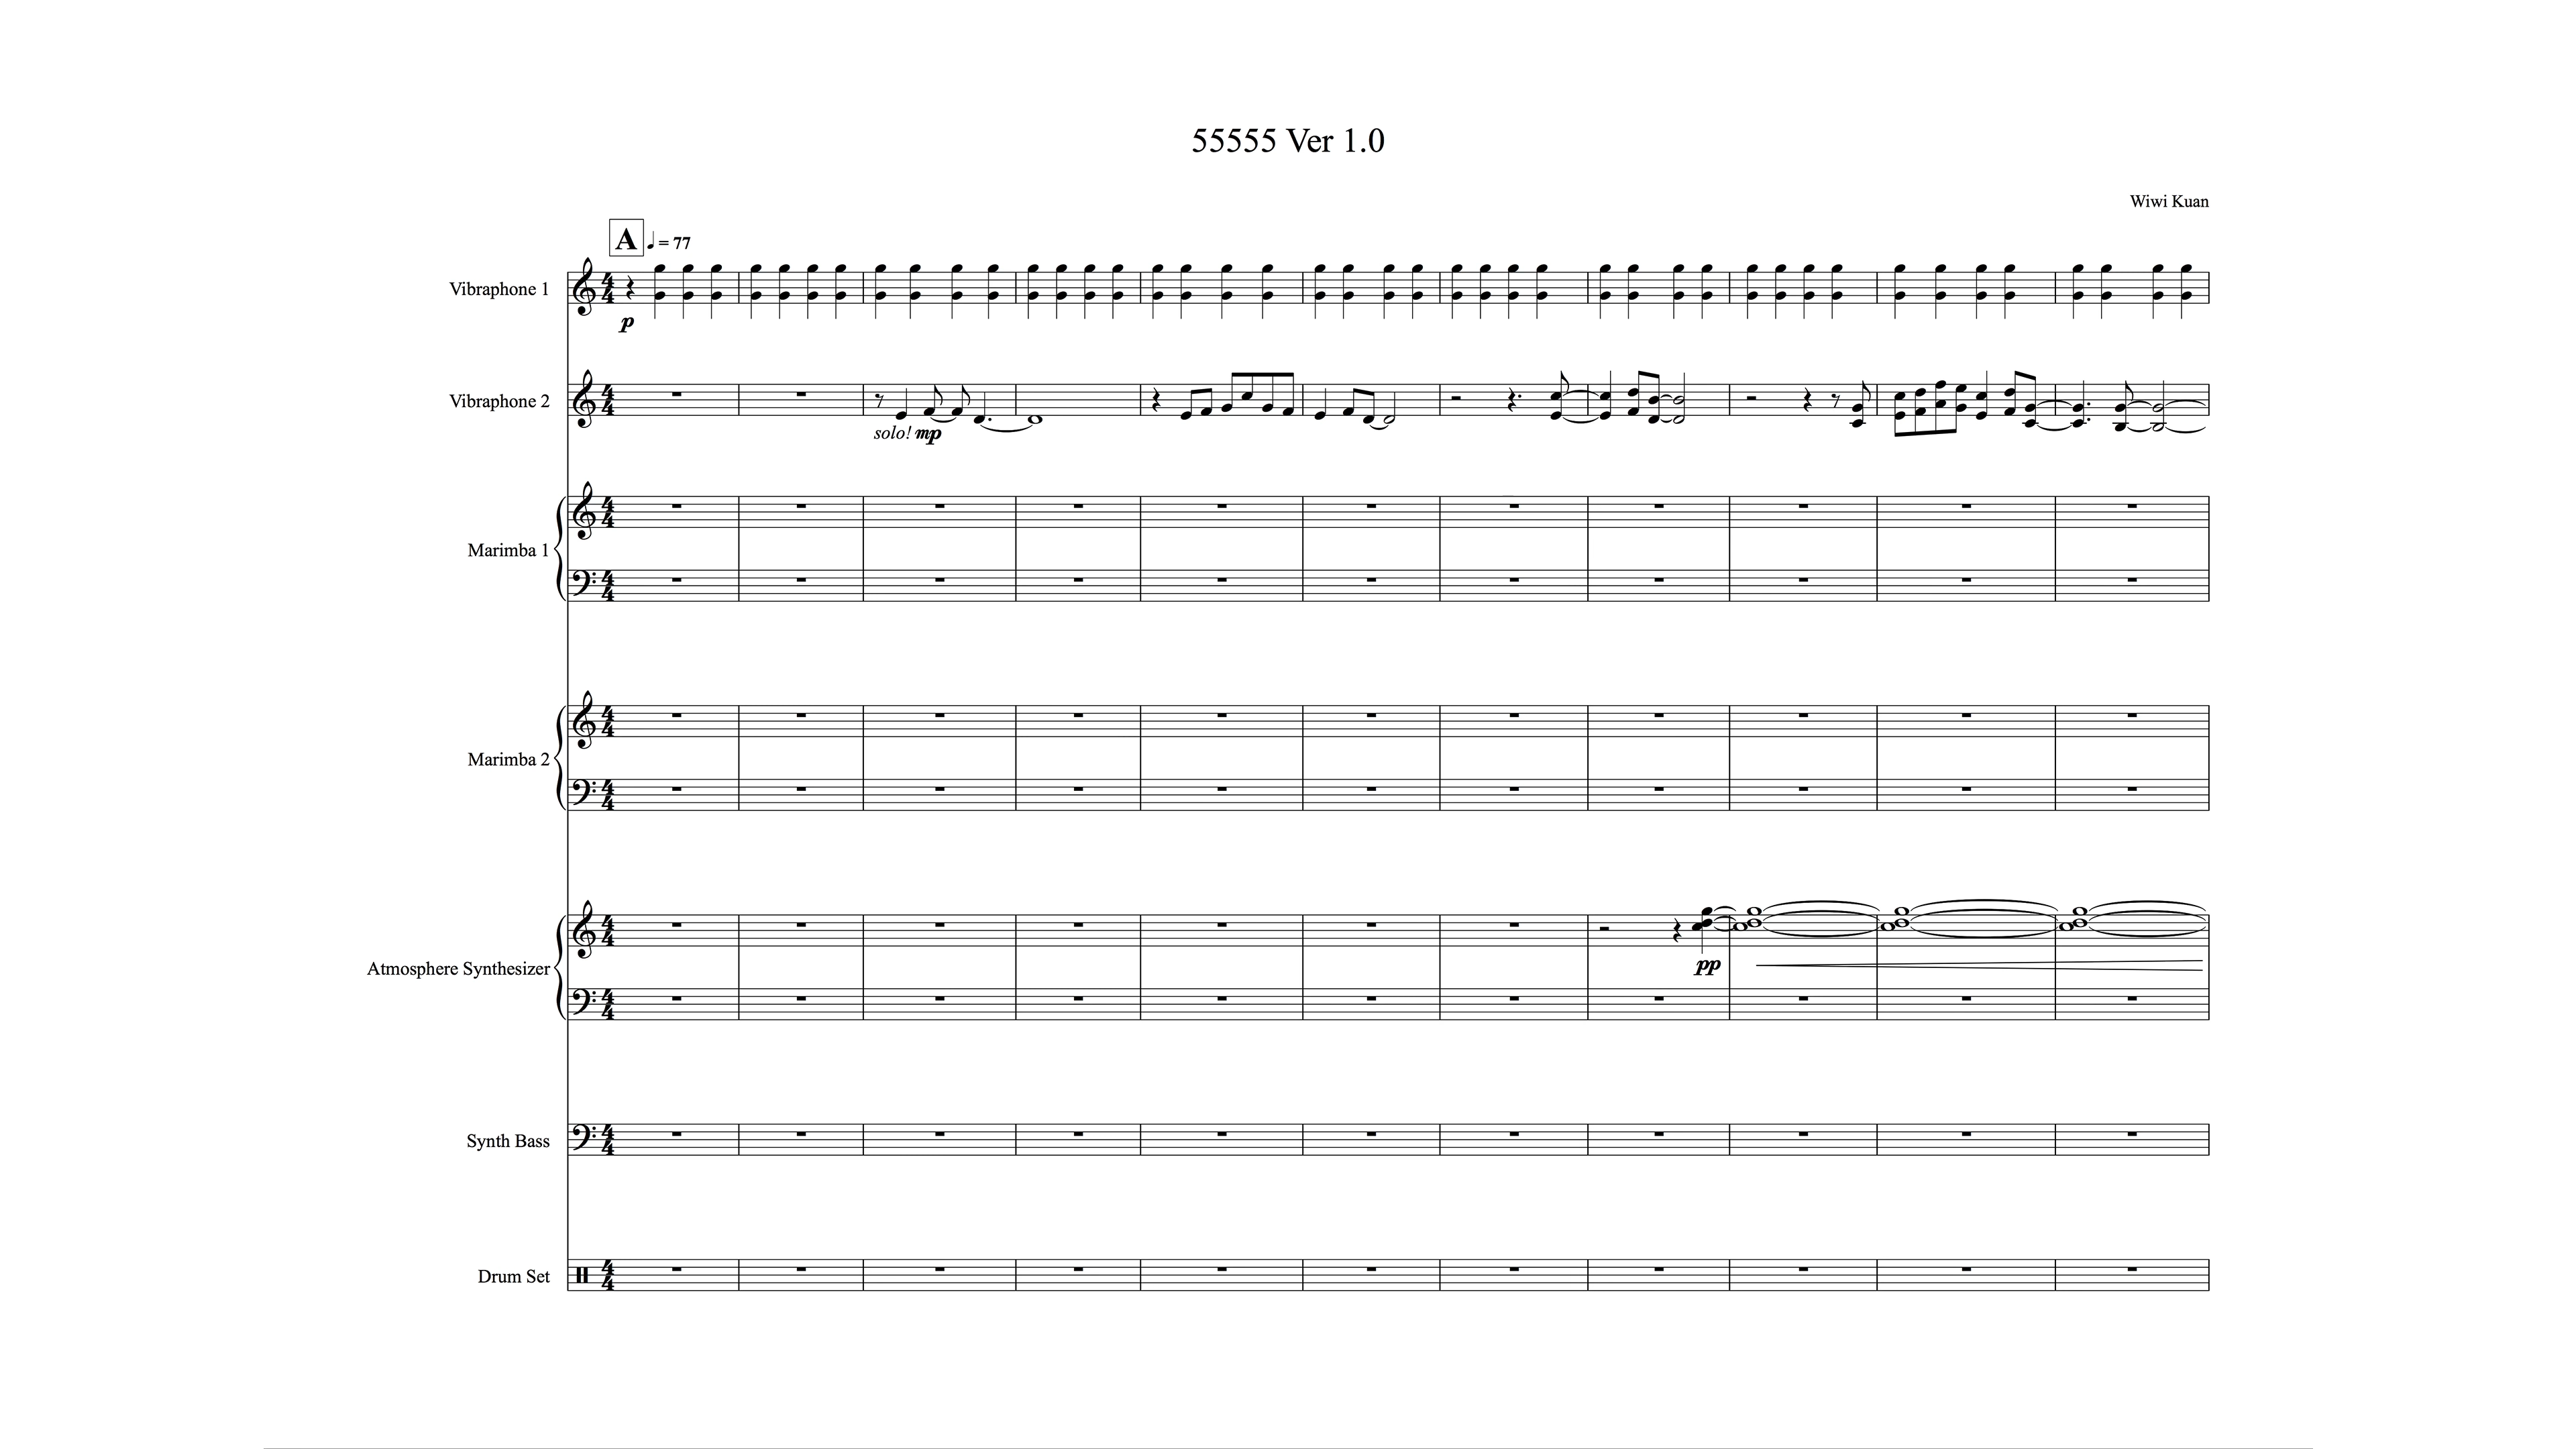 55555 Ver 1.0
Wiwi Kuan
A ♩ = 77
Vibraphone 1
p
Vibraphone 2
solo! mp
Marimba 1
Marimba 2
Atmosphere Synthesizer
pp
Synth Bass
Drum Set